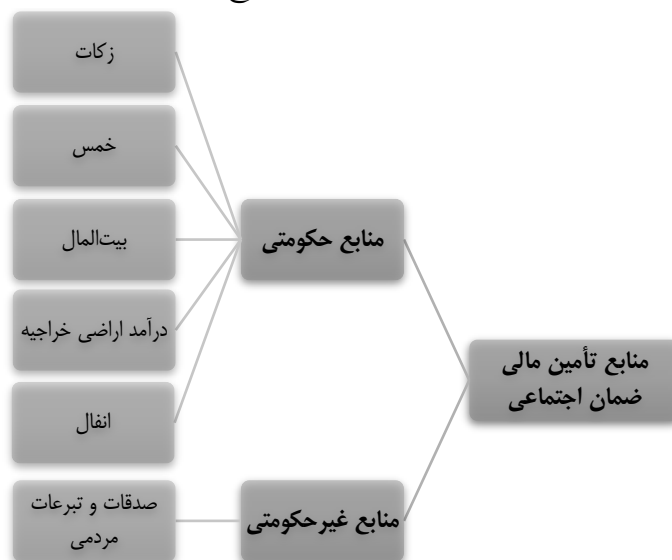 منابع تأمین مالی
ضمان اجتماعی
منابع حکومتی
زکات
خمس
بیت‌المال
درآمد اراضی خراجیه
انفال
منابع غیرحکومتی
صدقات و تبرعات
مردمی